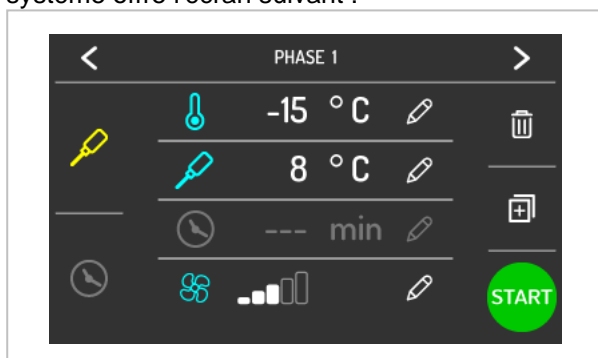 système offre l'écran suivant :
PHASE 1
-15 °C
8 °C
--- min
START